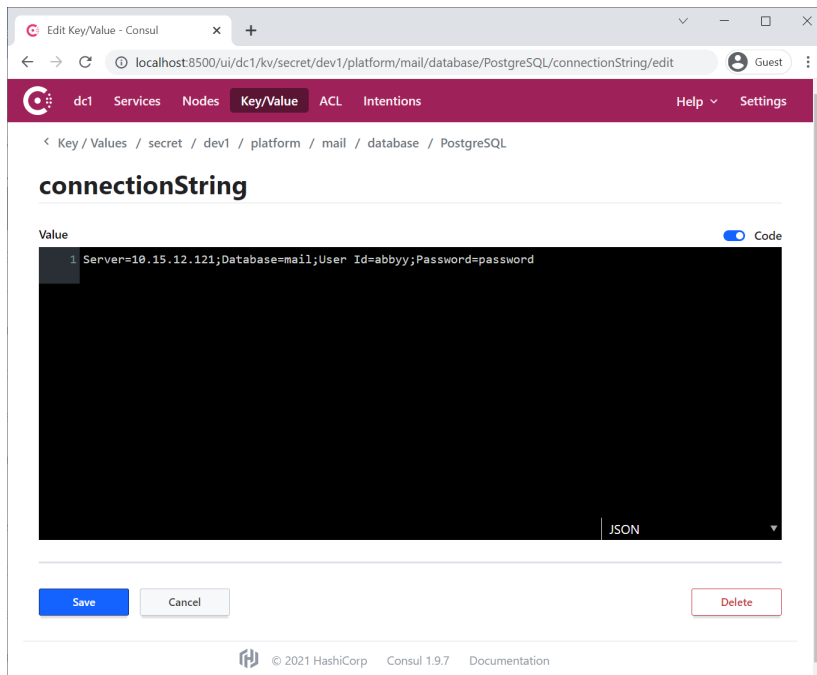 Edit Key/Value - Consul
localhost:8500/ui/dc1/kv/secret/dev1/platform/mail/database/PostgreSQL/connectionString/edit Guest
dc1 Services Nodes Key/Value ACL Intentions Help Settings
Key / Values / secret / dev1 / platform / mail / database / PostgreSQL
connectionString
Value Code
1 Server=10.15.12.121;Database=mail;User Id=abbyy;Password=password
JSON
Save Cancel Delete
© 2021 HashiCorp Consul 1.9.7 Documentation